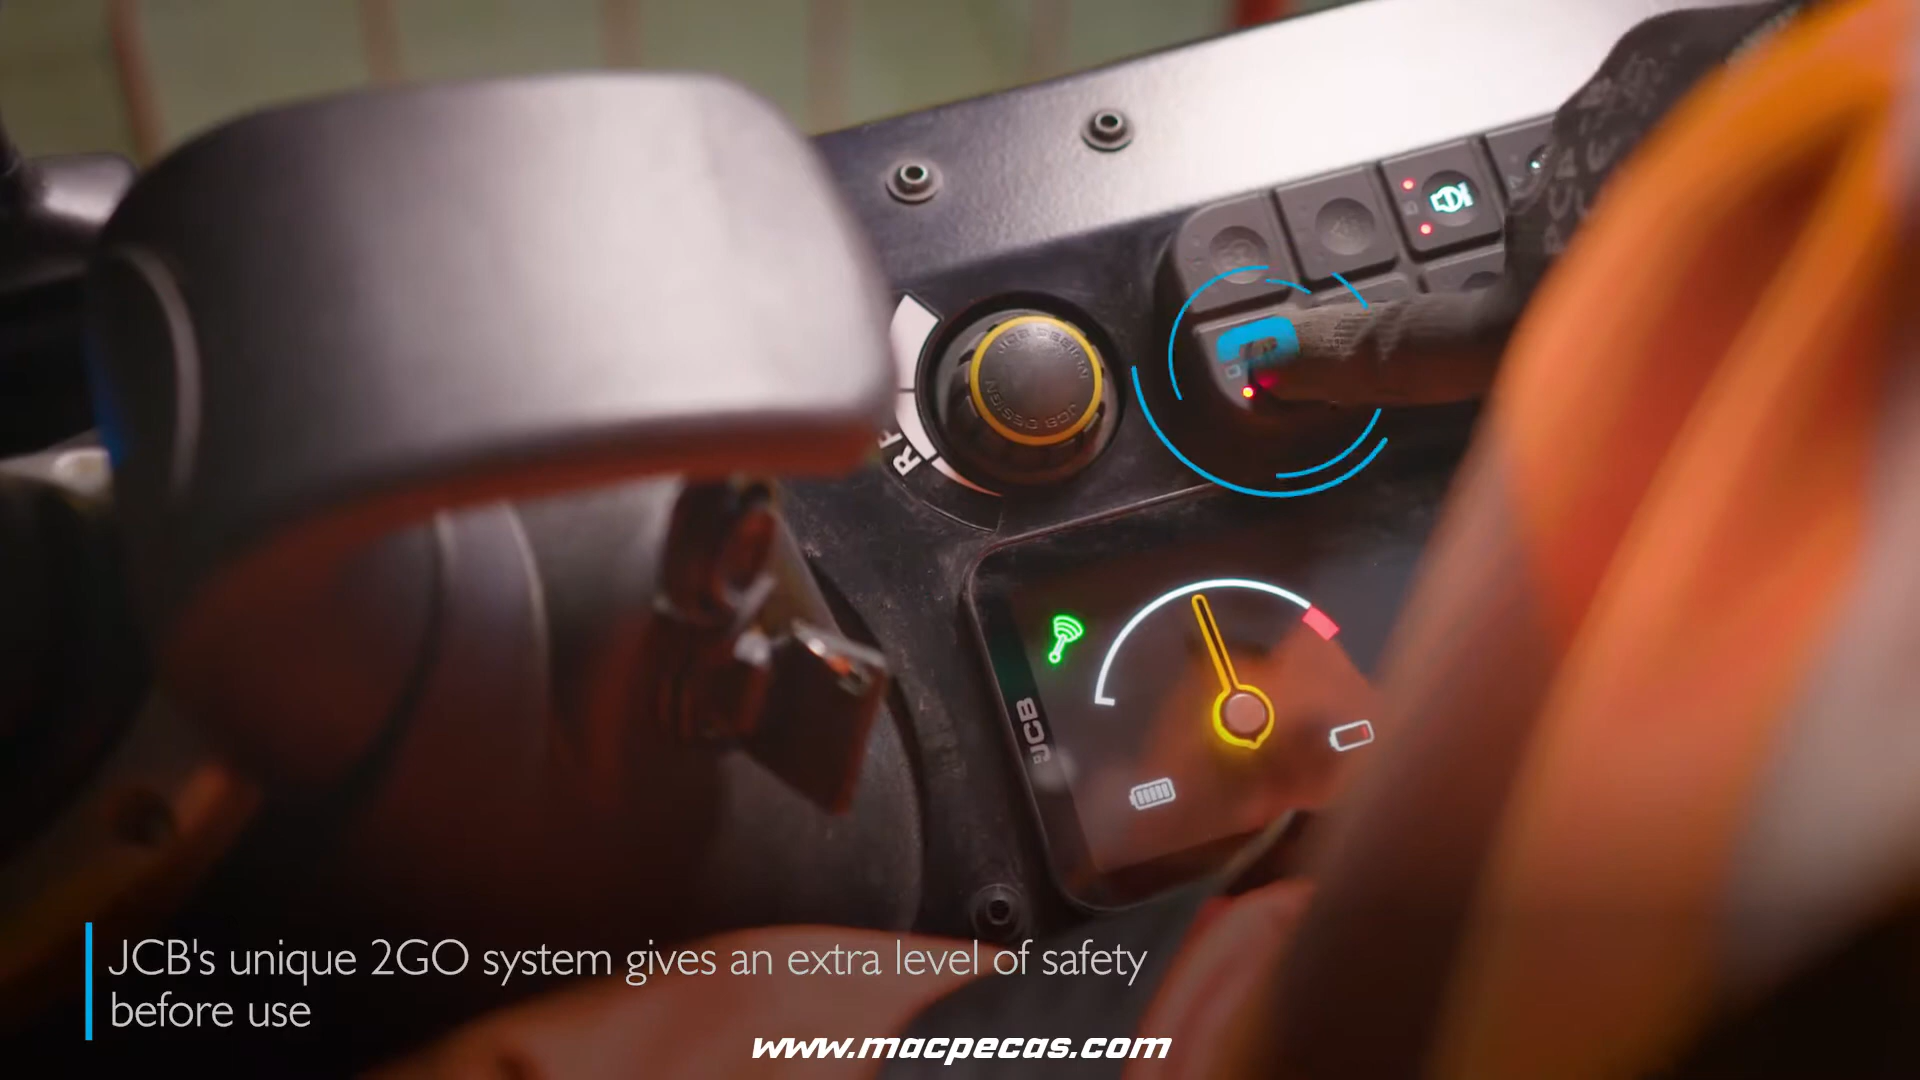 JCB DESIGN
JCB DESIGN
R F
JCB
JCB's unique 2GO system gives an extra level of safety
before use
www.macpecas.com